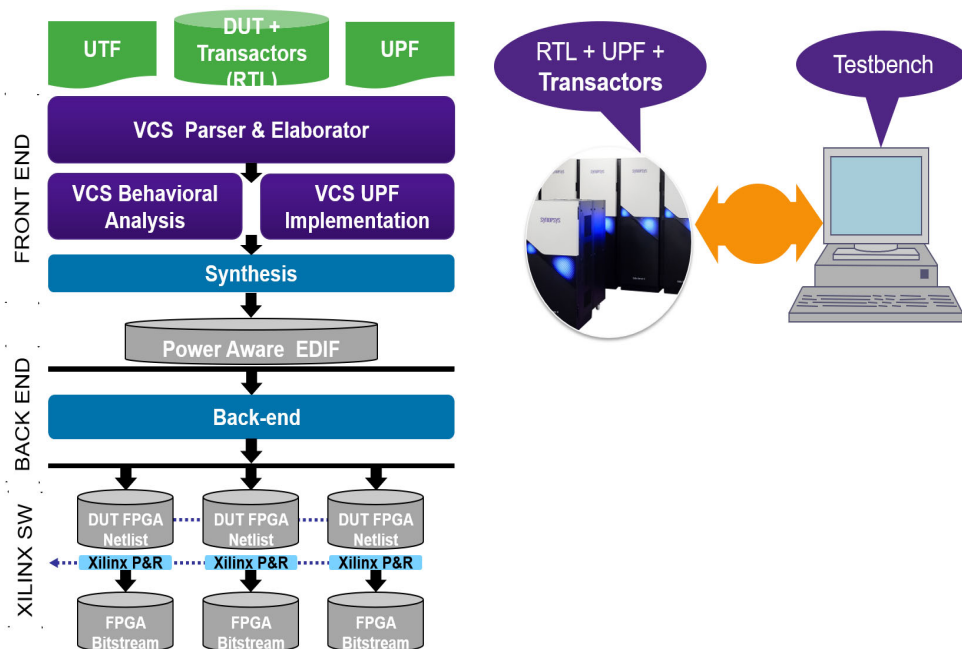 UTF
DUT +
Transactors
(RTL)
UPF
RTL + UPF +
Transactors
Testbench
FRONT END
VCS Parser & Elaborator
VCS Behavioral
Analysis
VCS UPF
Implementation
Synthesis
Power Aware EDIF
BACK END
Back-end
XILINX SW
DUT FPGA
Netlist
DUT FPGA
Netlist
DUT FPGA
Netlist
Xilinx P&R
Xilinx P&R
Xilinx P&R
FPGA
Bitstream
FPGA
Bitstream
FPGA
Bitstream